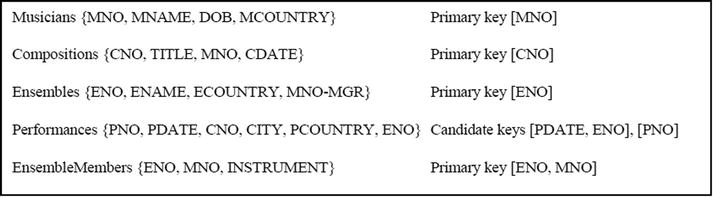 Musicians {MNO, MNAME, DOB, MCOUNTRY} Primary key [MNO]
Compositions {CNO, TITLE, MNO, CDATE} Primary key [CNO]
Ensembles {ENO, ENAME, ECOUNTRY, MNO-MGR} Primary key [ENO]
Performances {PNO, PDATE, CNO, CITY, PCOUNTRY, ENO} Candidate keys [PDATE, ENO], [PNO]
EnsembleMembers {ENO, MNO, INSTRUMENT} Primary key [ENO, MNO]